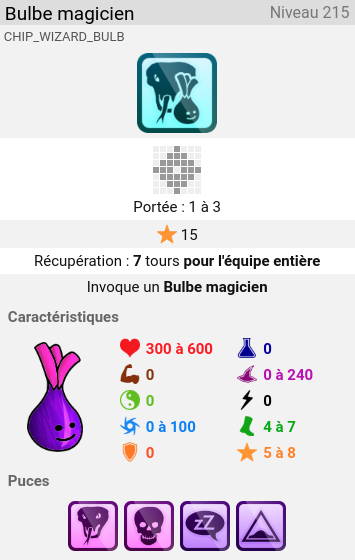 Bulbe magicien
Niveau 215
CHIP_WIZARD_BULB
Portée : 1 à 3
15
Récupération : 7 tours pour l'équipe entière
Invoque un Bulbe magicien
Caractéristiques
300 à 600
0
0
0 à 240
0
0
0 à 100
4 à 7
0
5 à 8
Puces
zZ